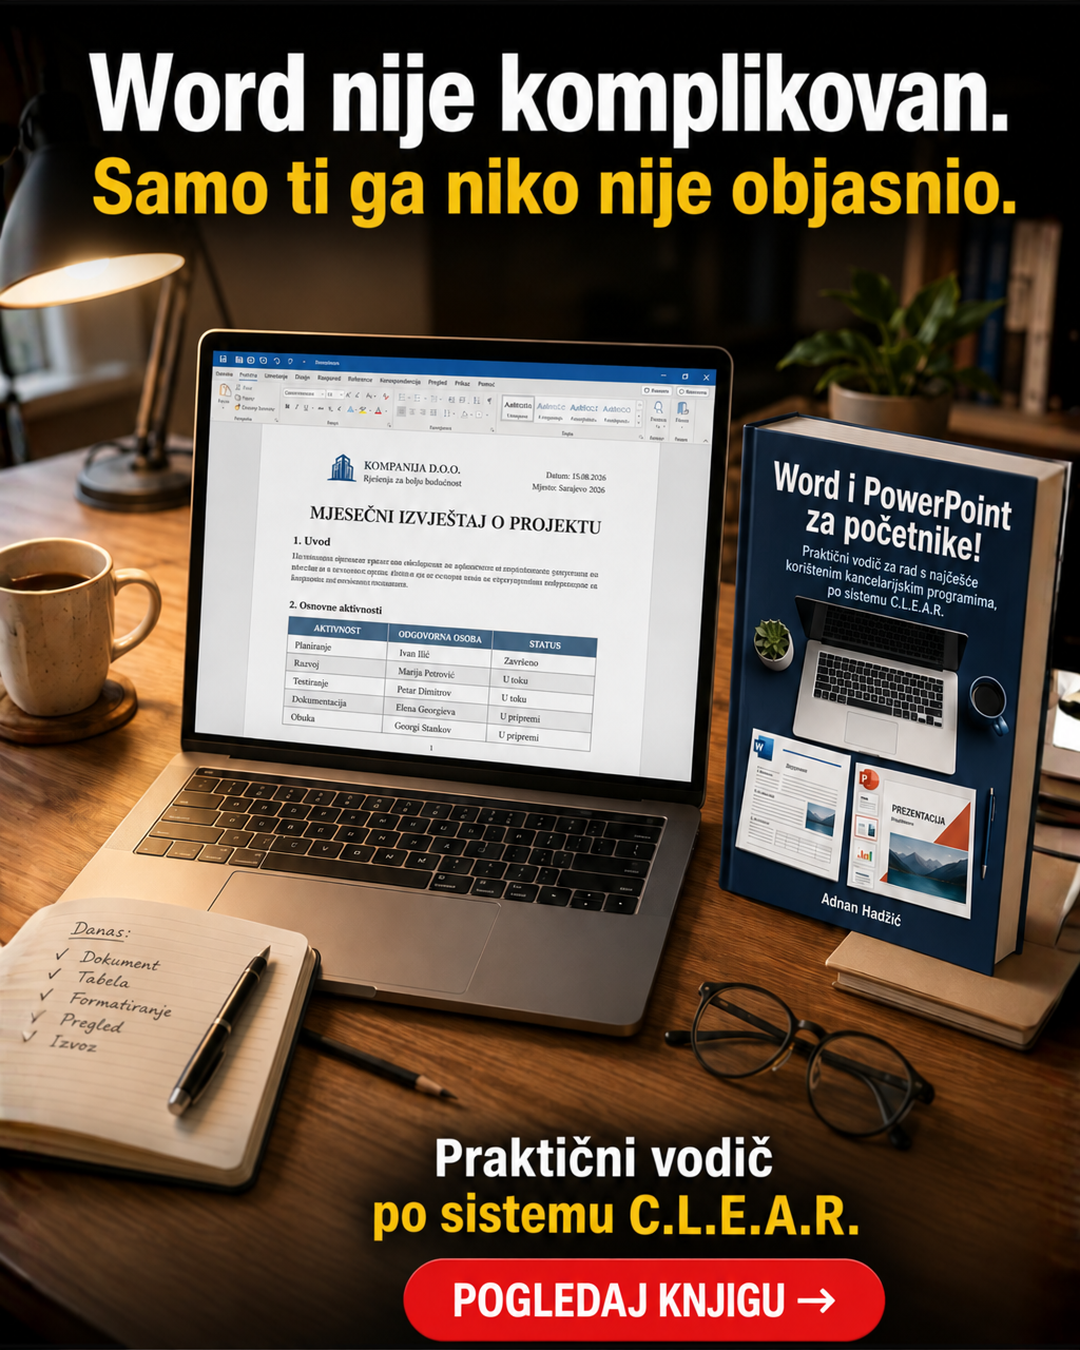 Word nije komplikovan.
Samo ti ga niko nije objasnio.
KOMPANIJA D.O.O.
Rješenja za bolju budućnost
Datum: 15.08.2026
Mjesto: Sarajevo 2026
MJESEČNI IZVJEŠTAJ O PROJEKTU
1. Uvod
2. Osnovne aktivnosti
AKTIVNOST ODGOVORNA OSOBA STATUS
Planiranje Ivan Ilić Završeno
Razvoj Marija Petrović U toku
Testiranje Petar Dimitrov U toku
Dokumentacija Elena Georgieva U pripremi
Obuka Georgi Stankov U pripremi
1
Word i PowerPoint
za početnike!
Praktični vodič za rad s najčešće
korištenim kancelarijskim programima,
po sistemu C.L.E.A.R.
W
P
PREZENTACIJA
Adnan Hadžić
Danas:
✓ Dokument
✓ Tabela
✓ Formatiranje
✓ Pregled
✓ Izvoz
Praktični vodič
po sistemu C.L.E.A.R.
POGLEDAJ KNJIGU →